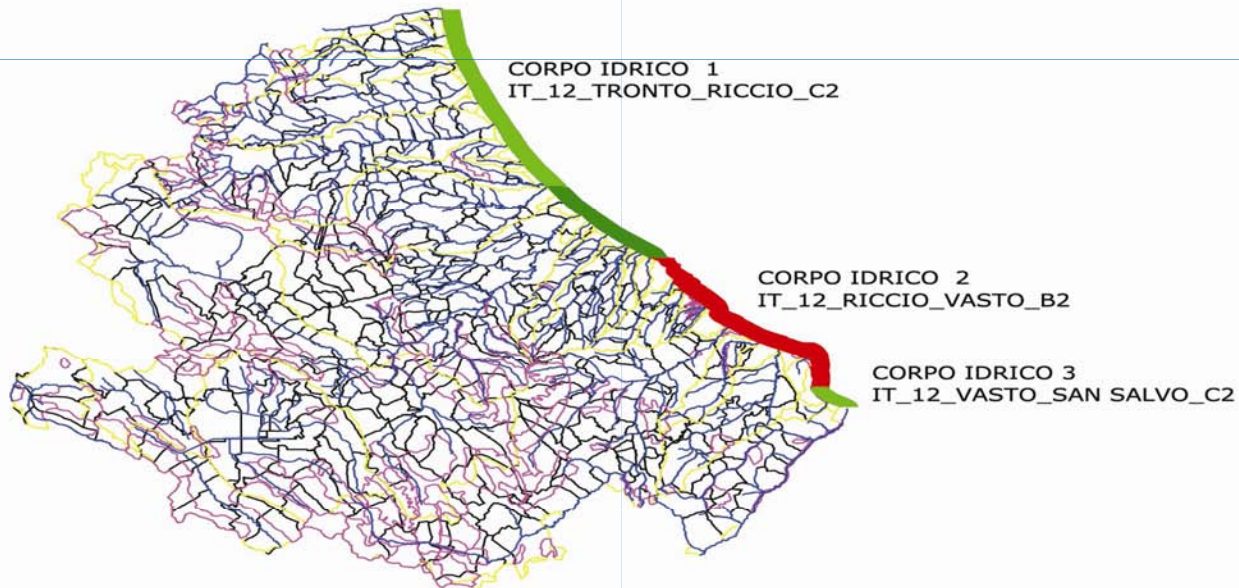 CORPO IDRICO 1
IT_12_TRONTO_RICCIO_C2
CORPO IDRICO 2
IT_12_RICCIO_VASTO_B2
CORPO IDRICO 3
IT_12_VASTO_SAN SALVO_C2